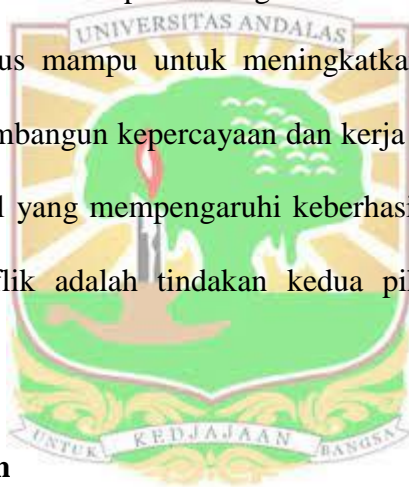 UNIVERSITAS ANDALAS
us mampu untuk meningkatka
mbangun kepercayaan dan kerja
l yang mempengaruhi keberhasi
flik adalah tindakan kedua pi
UNTUK KEDJAJAAN BANGSA